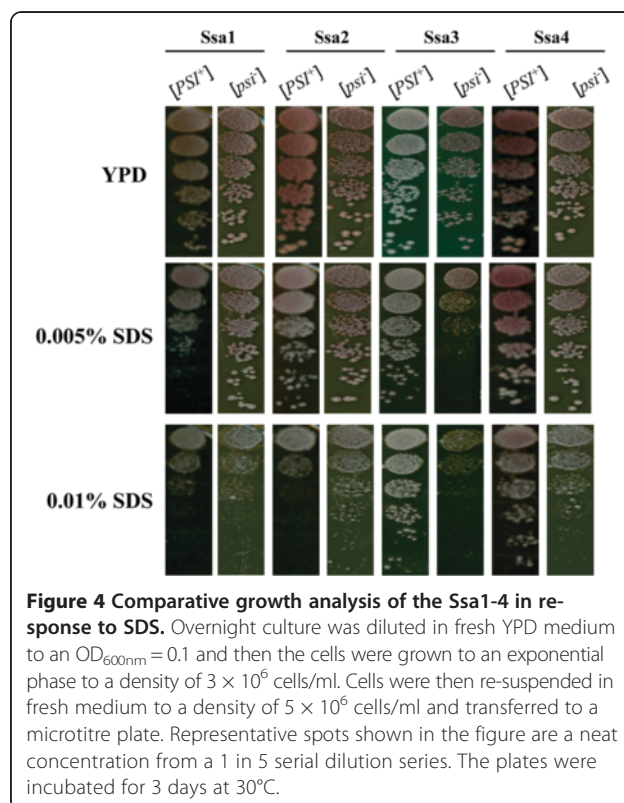 Ssa1 Ssa2 Ssa3 Ssa4
[PSI⁺] [psi⁻] [PSI⁺] [psi⁻] [PSI⁺] [psi⁻] [PSI⁺] [psi⁻]
YPD
0.005% SDS
0.01% SDS
Figure 4 Comparative growth analysis of the Ssa1-4 in re-
sponse to SDS. Overnight culture was diluted in fresh YPD medium
to an OD₆₀₀nm = 0.1 and then the cells were grown to an exponential
phase to a density of 3 × 10⁶ cells/ml. Cells were then re-suspended in
fresh medium to a density of 5 × 10⁶ cells/ml and transferred to a
microtitre plate. Representative spots shown in the figure are a neat
concentration from a 1 in 5 serial dilution series. The plates were
incubated for 3 days at 30°C.